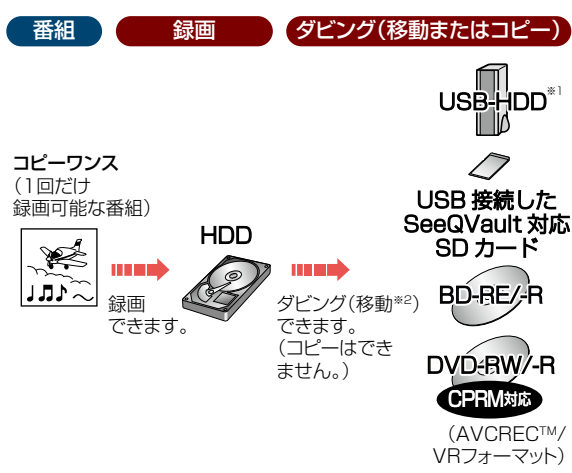 番組
録画
ダビング(移動またはコピー)
コピーワンス
(1回だけ
録画可能な番組)
録画
できます。
HDD
ダビング(移動※2)
できます。
(コピーはでき
ません。)
USB-HDD※1
USB 接続した
SeeQVault 対応
SD カード
BD-RE/-R
DVD-RW/-R
CPRM対応
(AVCREC™/
VRフォーマット)